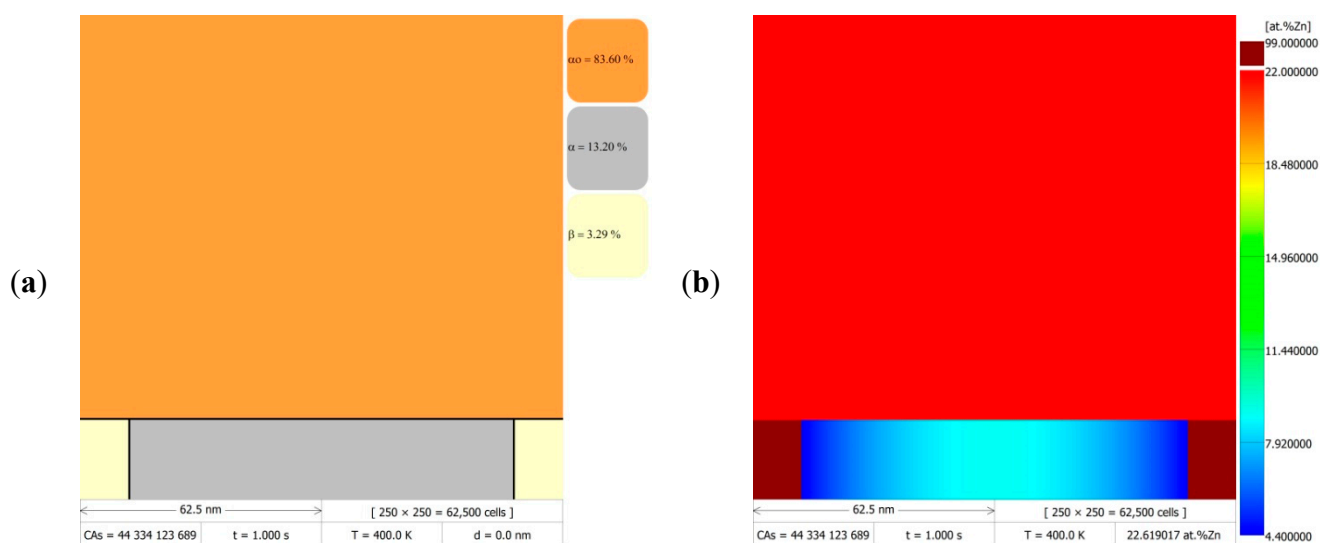 (a)
αo = 83.60 %
α = 13.20 %
β = 3.29 %
62.5 nm
[ 250 × 250 = 62,500 cells ]
CAs = 44 334 123 689
t = 1.000 s
T = 400.0 K
d = 0.0 nm
(b)
[at.%Zn]
99.000000
22.000000
18.480000
14.960000
11.440000
7.920000
4.400000
62.5 nm
[ 250 × 250 = 62,500 cells ]
CAs = 44 334 123 689
t = 1.000 s
T = 400.0 K
22.619017 at.%Zn